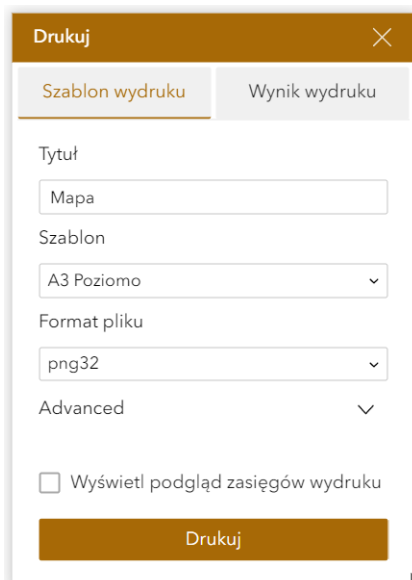 Drukuj
Szablon wydruku Wynik wydruku
Tytuł
Mapa
Szablon
A3 Poziomo
Format pliku
png32
Advanced
Wyświetl podgląd zasięgów wydruku
Drukuj